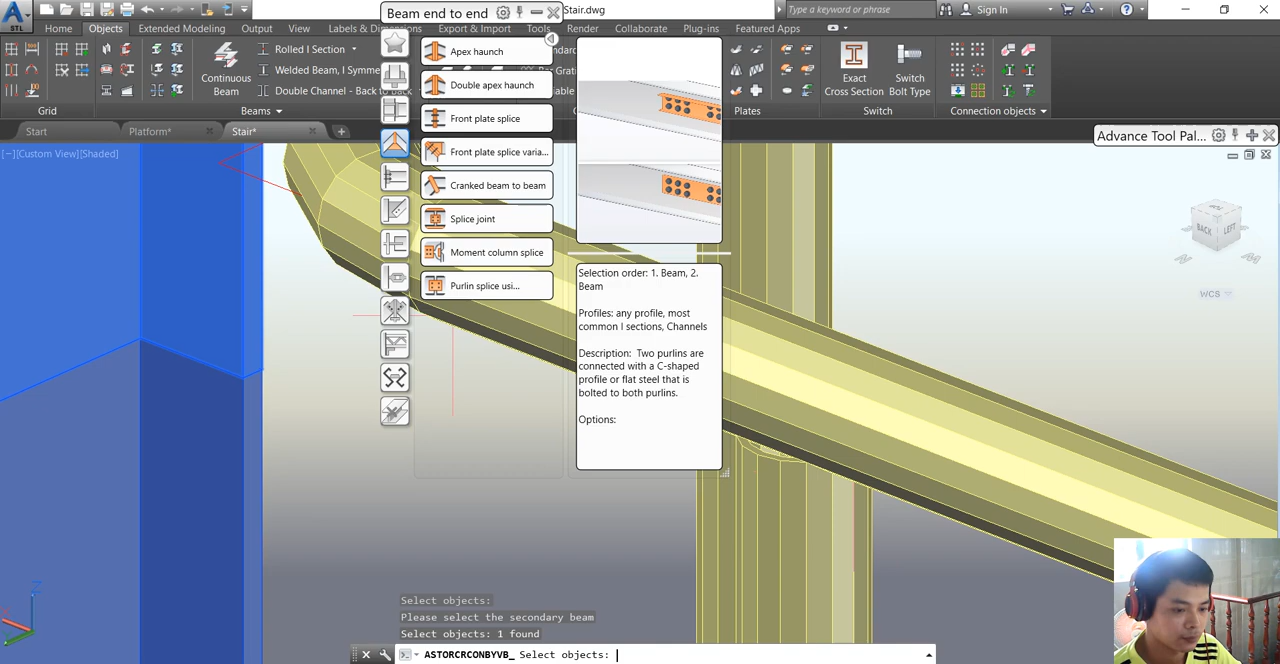 Beam end to end
Stair.dwg
Type a keyword or phrase
Sign In
STL
Home
Objects
Extended Modeling
Output
View
Labels & Dimensi
Export & Import
Tools
Render
Collaborate
Plug-ins
Featured Apps
Grid
Continuous
Beam
Rolled I Section
Welded Beam, I Symme
Double Channel - Back to back
Beams
Plates
Exact
Cross Section
Switch
Bolt Type
Switch
Connection objects
Start
Platform*
Stair*
Advance Tool Pal...
[−][Custom View][Shaded]
Apex haunch
Double apex haunch
Front plate splice
Front plate splice varia...
Cranked beam to beam
Splice joint
Moment column splice
Purlin splice usi...
Selection order: 1. Beam, 2.
Beam
Profiles: any profile, most
common I sections, Channels
Description: Two purlins are
connected with a C-shaped
profile or flat steel that is
bolted to both purlins.
Options:
BACK
LEFT
WCS
Z
Select objects:
Please select the secondary beam
Select objects: 1 found
ASTORCRCONBYVB_ Select objects: